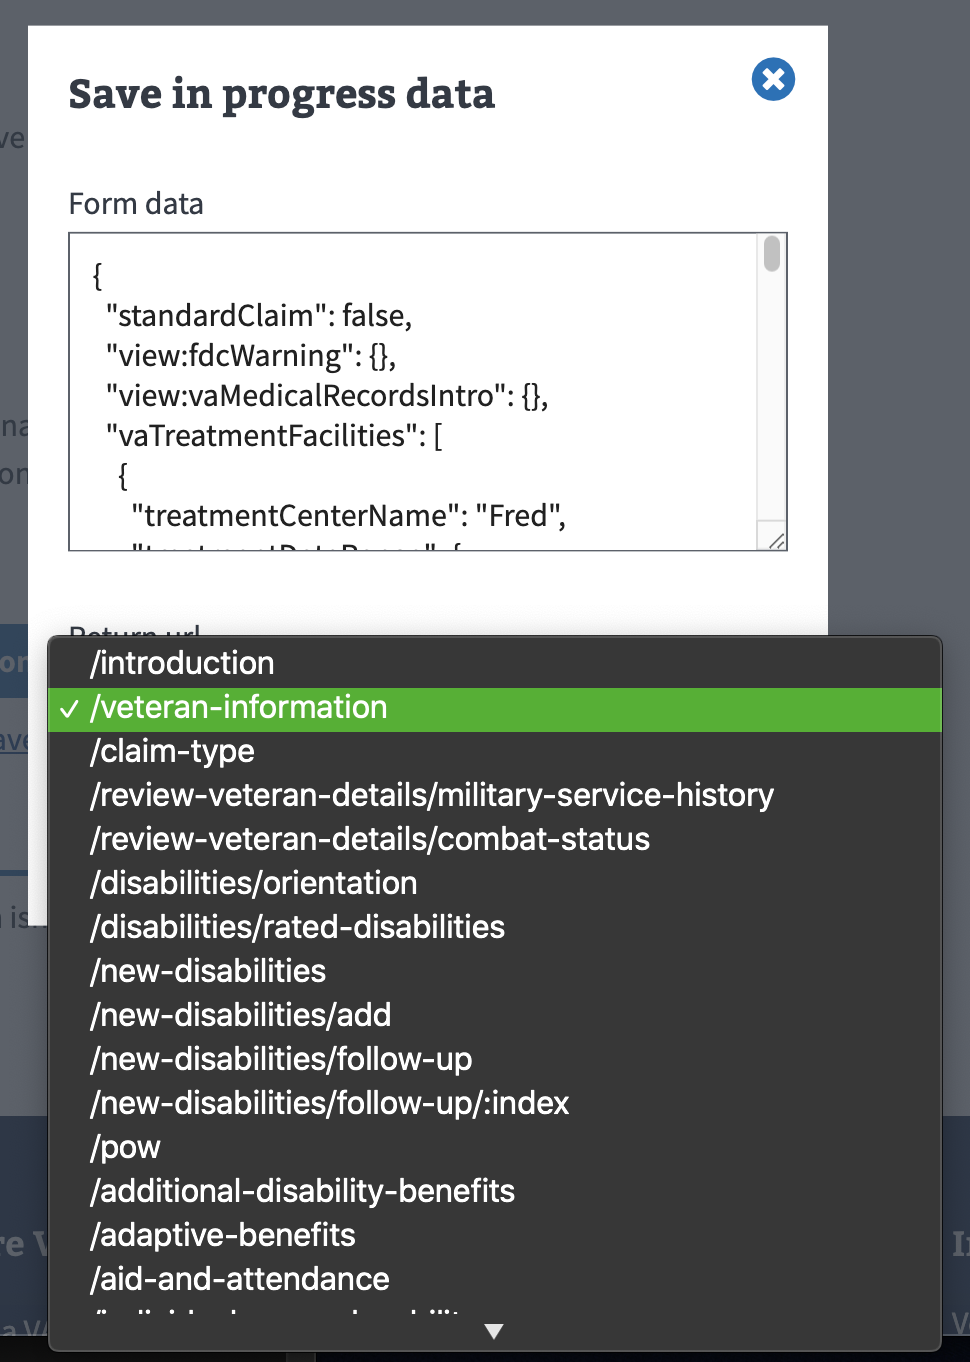 Save in progress data
Form data
{
"standardClaim": false,
"view:fdcWarning": {},
"view:vaMedicalRecordsIntro": {},
"vaTreatmentFacilities": [
{
"treatmentCenterName": "Fred",
"treatmentDateRange": {
Return url
/introduction
✓ /veteran-information
/claim-type
/review-veteran-details/military-service-history
/review-veteran-details/combat-status
/disabilities/orientation
/disabilities/rated-disabilities
/new-disabilities
/new-disabilities/add
/new-disabilities/follow-up
/new-disabilities/follow-up/:index
/pow
/additional-disability-benefits
/adaptive-benefits
/aid-and-attendance